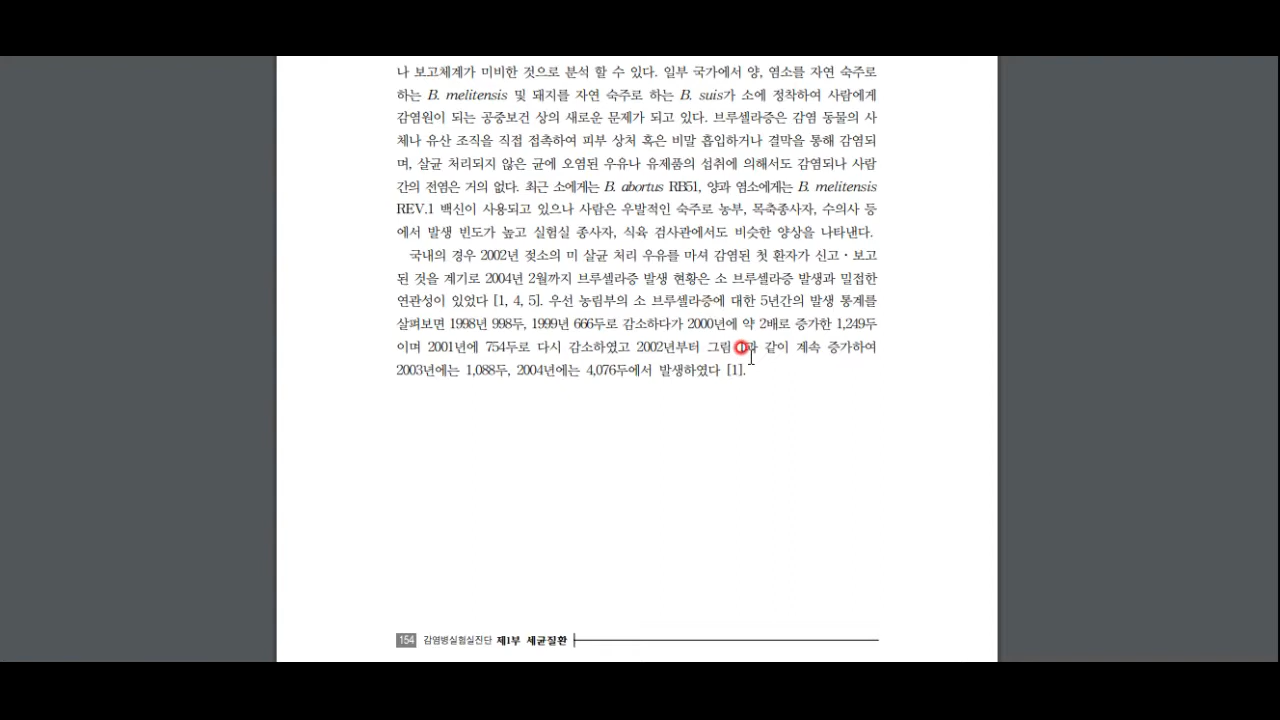 나 보고체계가 미비한 것으로 분석 할 수 있다. 일부 국가에서 양, 염소를 자연 숙주로
하는 B. melitensis 및 돼지를 자연 숙주로 하는 B. suis가 소에 정착하여 사람에게
감염원이 되는 공중보건 상의 새로운 문제가 되고 있다. 브루셀라증은 감염 동물의 사
체나 유산 조직을 직접 접촉하여 피부 상처 혹은 비말 흡입하거나 결막을 통해 감염되
며, 살균 처리되지 않은 균에 오염된 우유나 유제품의 섭취에 의해서도 감염되나 사람
간의 전염은 거의 없다. 최근 소에게는 B. abortus RB51, 양과 염소에게는 B. melitensis
REV.1 백신이 사용되고 있으나 사람은 우발적인 숙주로 농부, 목축종사자, 수의사 등
에서 발생 빈도가 높고 실험실 종사자, 식육 검사관에서도 비슷한 양상을 나타낸다.
국내의 경우 2002년 젖소의 미 살균 처리 우유를 마셔 감염된 첫 환자가 신고・보고
된 것을 계기로 2004년 2월까지 브루셀라증 발생 현황은 소 브루셀라증 발생과 밀접한
연관성이 있었다 [1, 4, 5]. 우선 농림부의 소 브루셀라증에 대한 5년간의 발생 통계를
살펴보면 1998년 998두, 1999년 666두로 감소하다가 2000년에 약 2배로 증가한 1,249두
이며 2001년에 754두로 다시 감소하였고 2002년부터 그림 1과 같이 계속 증가하여
2003년에는 1,088두, 2004년에는 4,076두에서 발생하였다 [1].
154 감염병실험실진단 제1부 세균질환